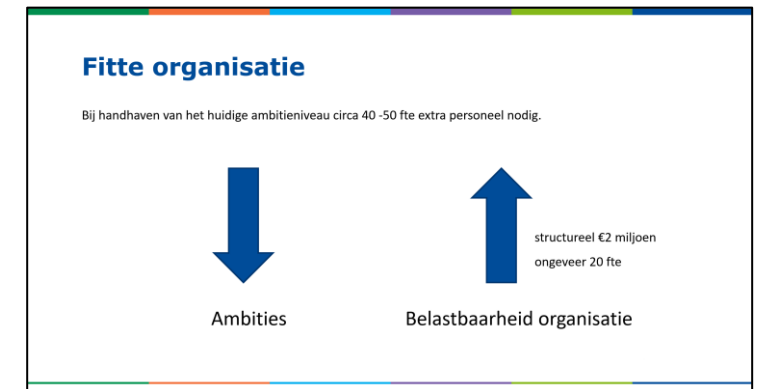 Fitte organisatie
Bij handhaven van het huidige ambitieniveau circa 40 -50 fte extra personeel nodig.
structureel €2 miljoen
ongeveer 20 fte
Ambities
Belastbaarheid organisatie